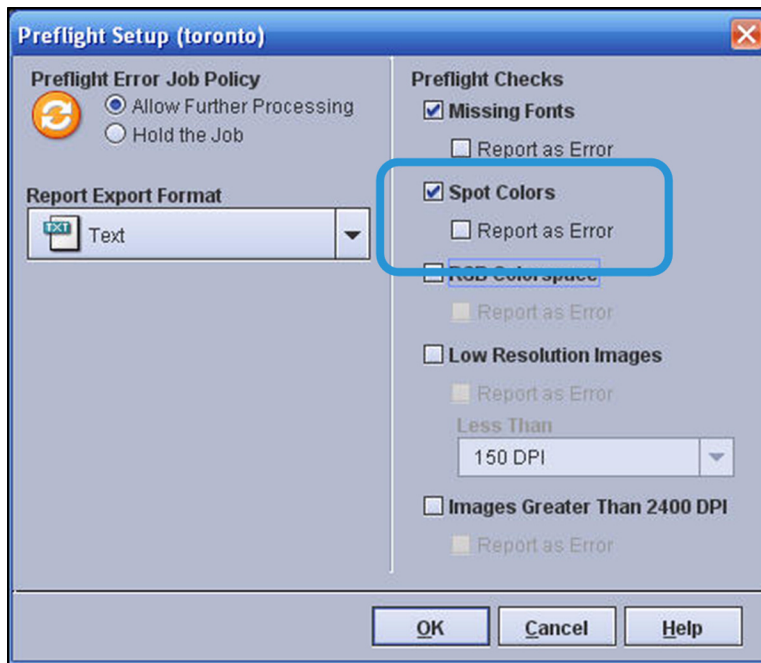 Preflight Setup (toronto)
Preflight Error Job Policy
Allow Further Processing
Hold the Job
Report Export Format
TXT
Text
Preflight Checks
Missing Fonts
Report as Error
Spot Colors
Report as Error
RGB Colorspace
Report as Error
Low Resolution Images
Report as Error
Less Than
150 DPI
Images Greater Than 2400 DPI
Report as Error
OK
Cancel
Help